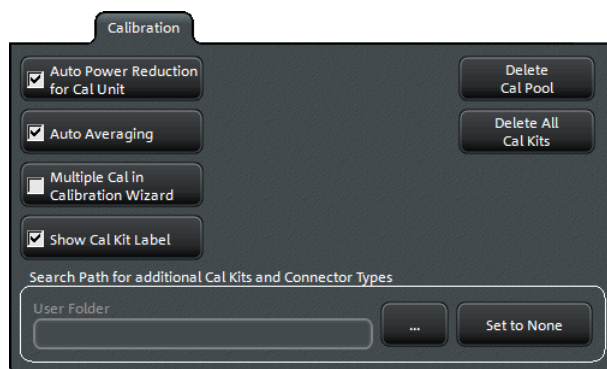 Calibration
Auto Power Reduction
for Cal Unit
Delete
Cal Pool
Auto Averaging
Delete All
Cal Kits
Multiple Cal in
Calibration Wizard
Show Cal Kit Label
Search Path for additional Cal Kits and Connector Types
User Folder
...
Set to None